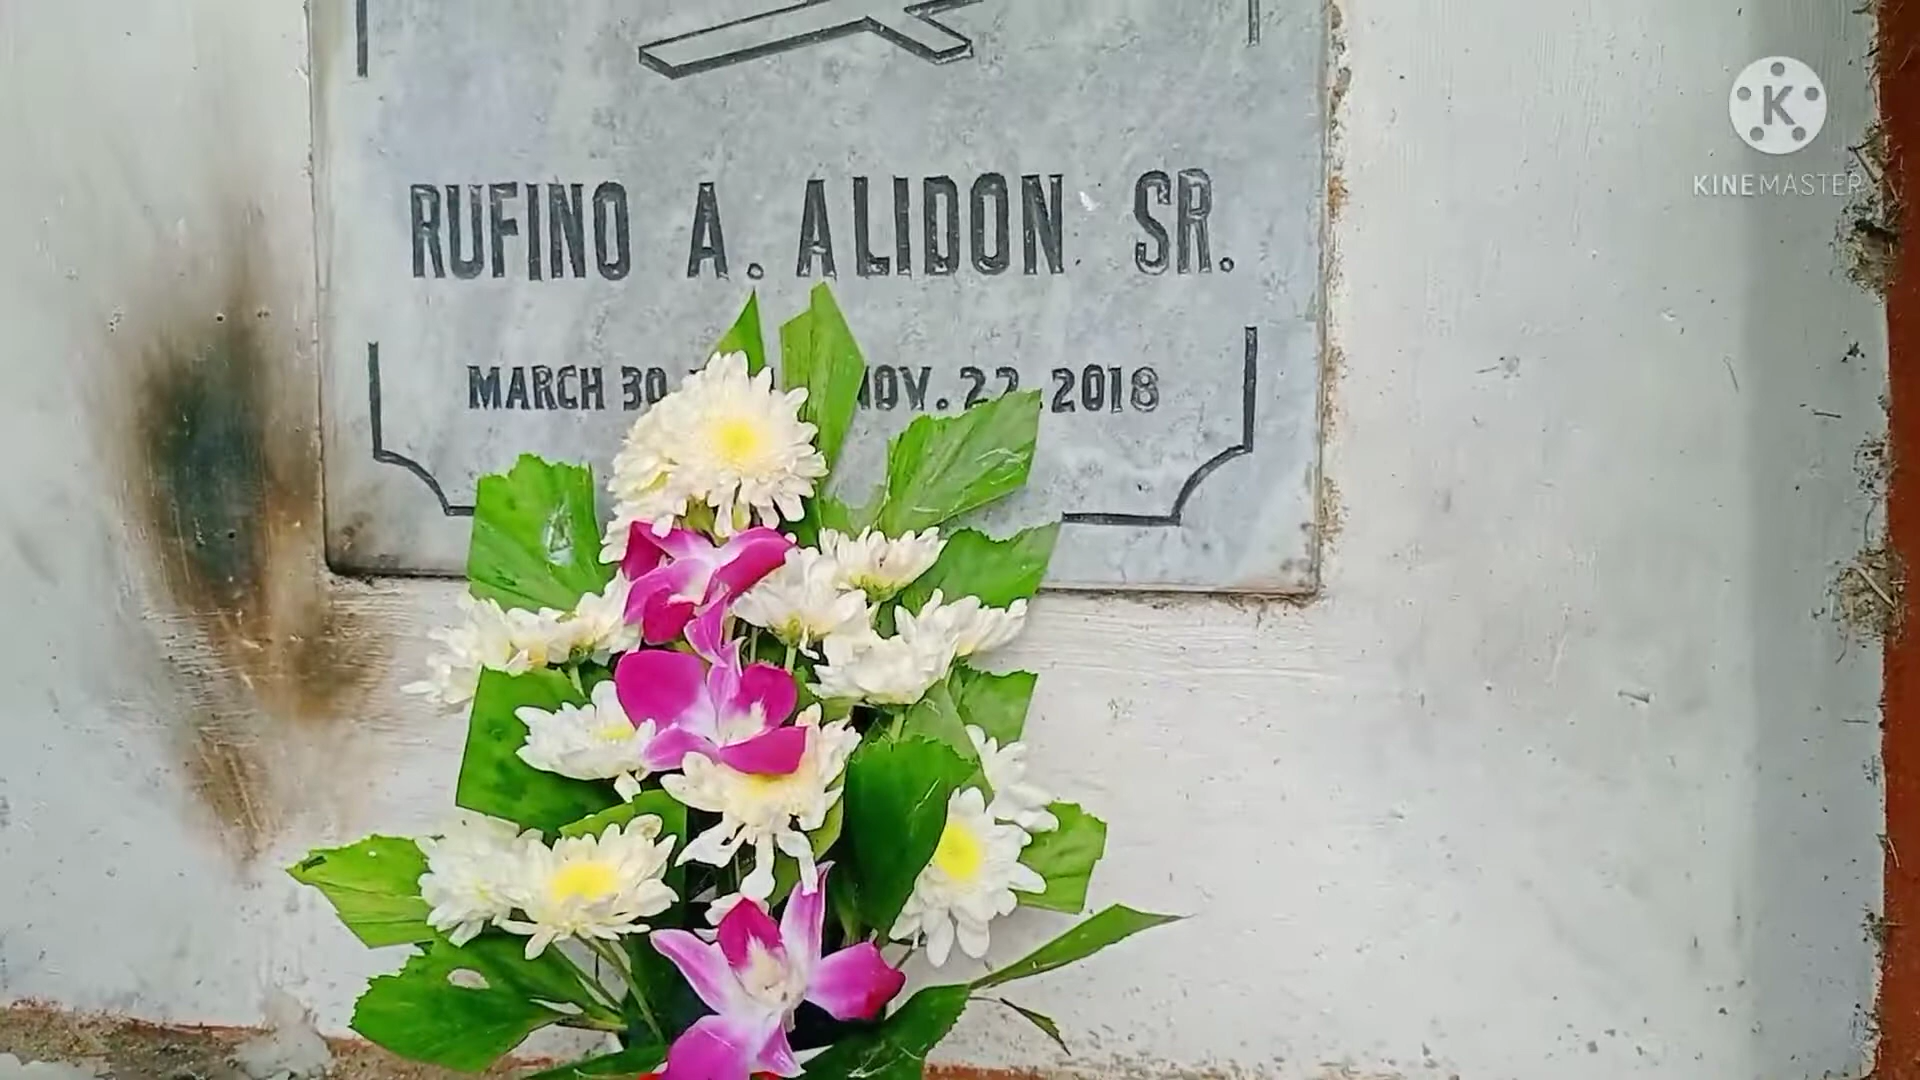 KINEMASTER
RUFINO A. ALIDON SR.
MARCH 30 NOV. 22, 2018